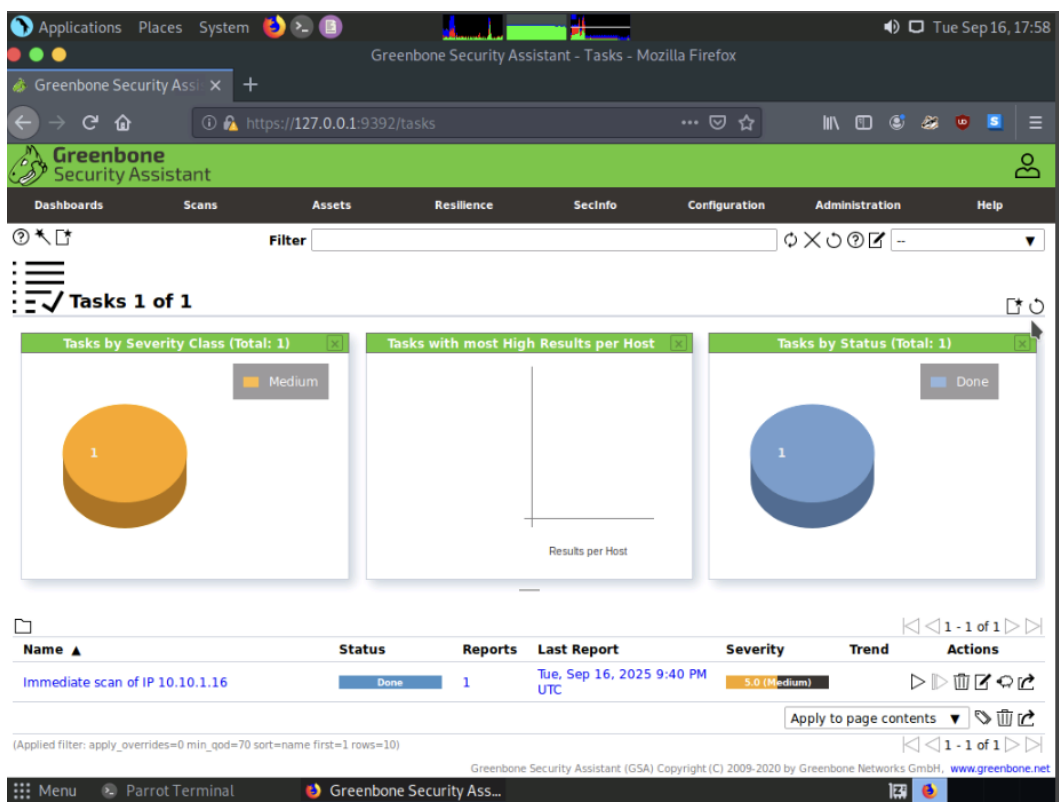 Applications Places System Tue Sep 16, 17:58
Greenbone Security Assistant - Tasks - Mozilla Firefox
Greenbone Security Assi
https://127.0.0.1:9392/tasks
Greenbone
Security Assistant
Dashboards Scans Assets Resilience SecInfo Configuration Administration Help
Filter --
Tasks 1 of 1
Tasks by Severity Class (Total: 1) Tasks with most High Results per Host Tasks by Status (Total: 1)
Medium Done
1 1
Results per Host
1 - 1 of 1
Name ▲ Status Reports Last Report Severity Trend Actions
Immediate scan of IP 10.10.1.16 Done 1 Tue, Sep 16, 2025 9:40 PM UTC 5.0 (Medium)
Apply to page contents
(Applied filter: apply_overrides=0 min_qod=70 sort=name first=1 rows=10) 1 - 1 of 1
Greenbone Security Assistant (GSA) Copyright (C) 2009-2020 by Greenbone Networks GmbH, www.greenbone.net
Menu Parrot Terminal Greenbone Security Ass...